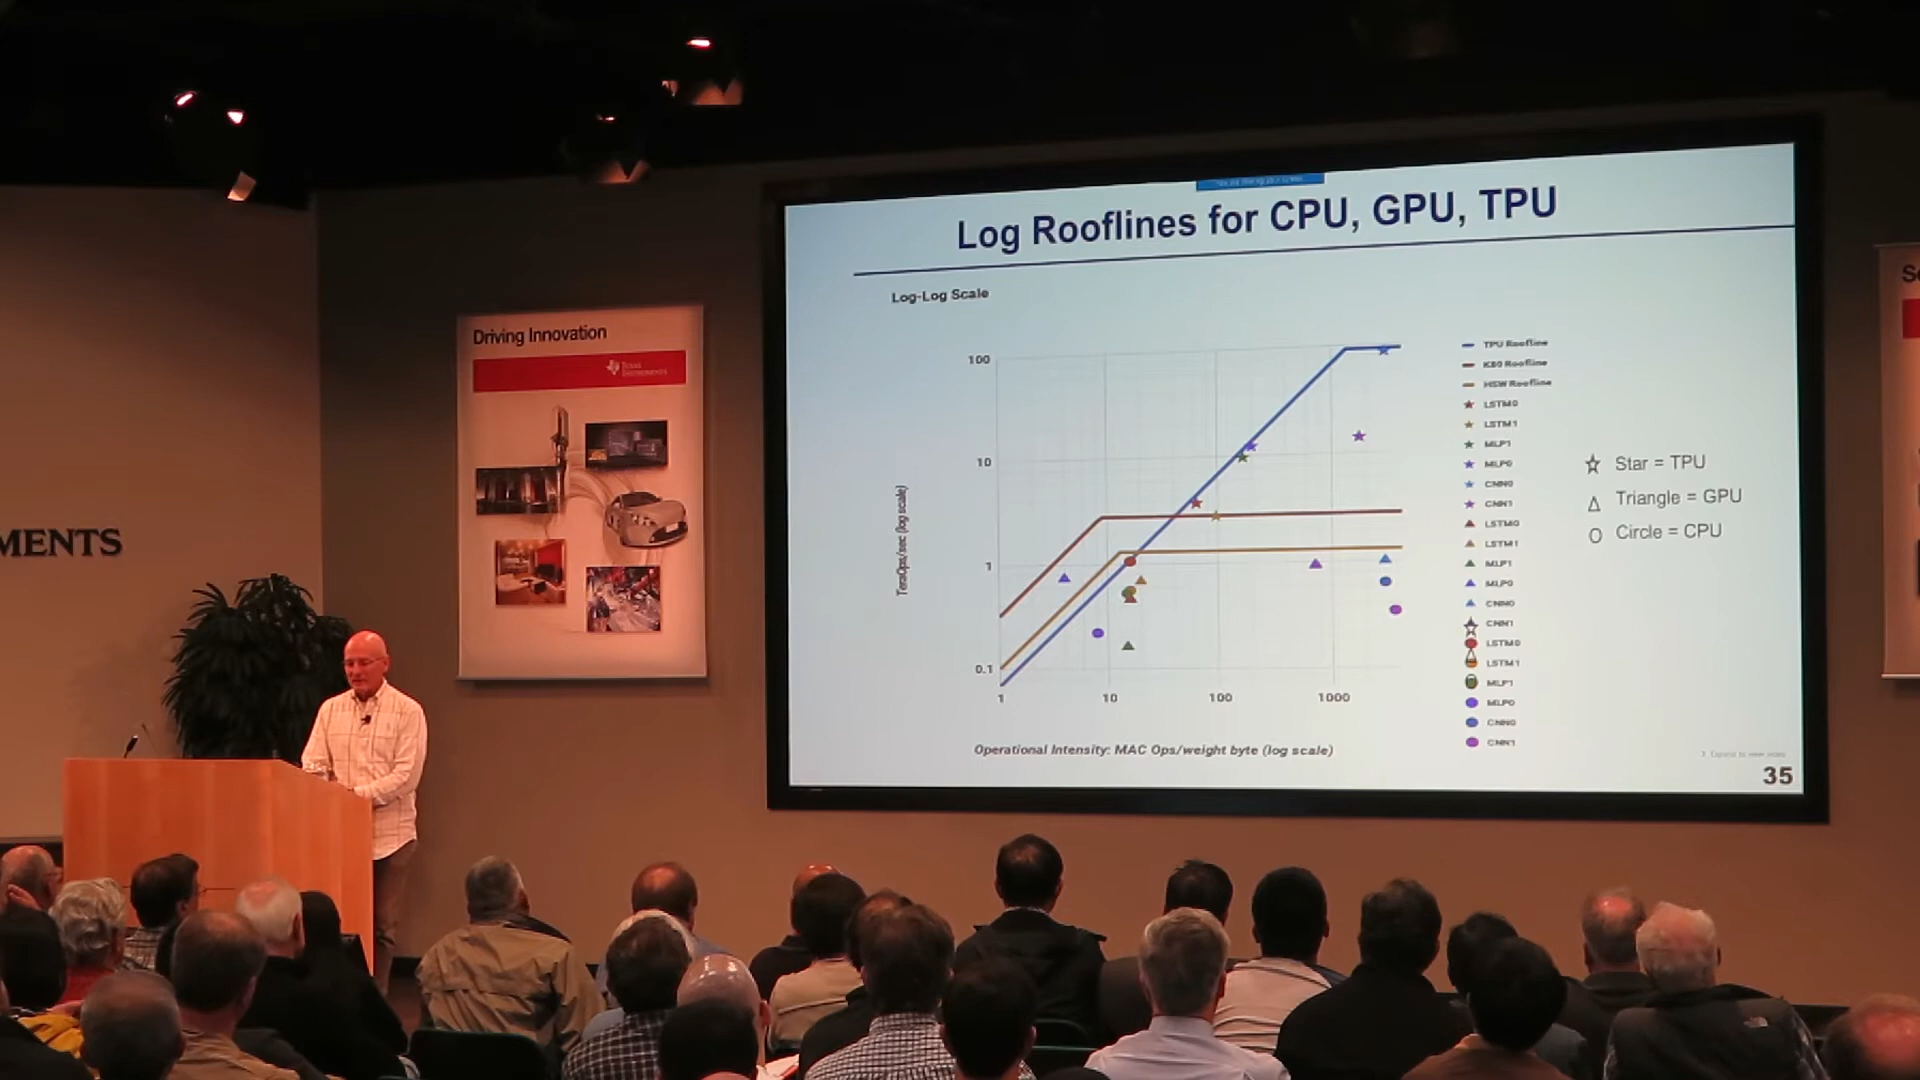 Log Rooflines for CPU, GPU, TPU
Log-Log Scale
100
10
1
0.1
1
10
100
1000
TeraOps/sec (log scale)
Operational Intensity: MAC Ops/weight byte (log scale)
TPU Roofline
K80 Roofline
HSW Roofline
LSTM0
LSTM1
MLP1
MLP0
CNN0
CNN1
LSTM0
LSTM1
MLP1
MLP0
CNN0
CNN1
LSTM0
LSTM1
MLP1
MLP0
CNN0
CNN1
Star = TPU
Triangle = GPU
Circle = CPU
35
Driving Innovation
TEXAS
INSTRUMENTS
MENTS